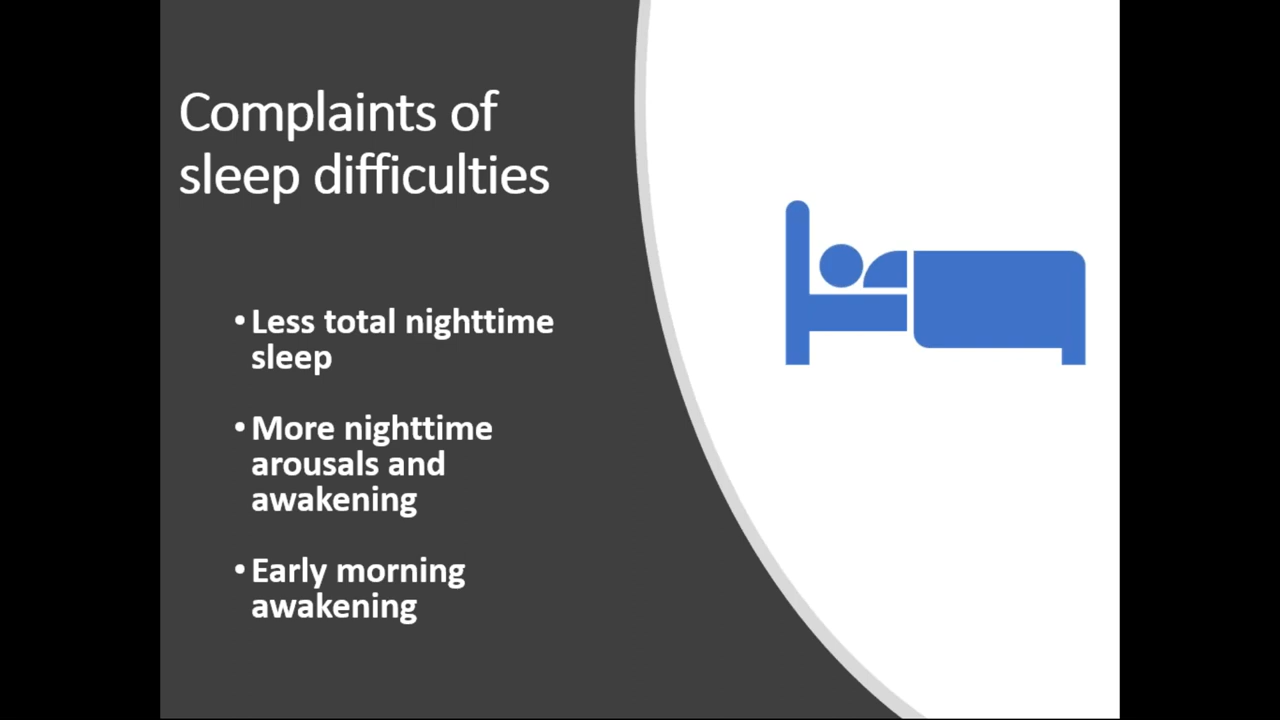 Complaints of
sleep difficulties
• Less total nighttime
sleep
• More nighttime
arousals and
awakening
• Early morning
awakening